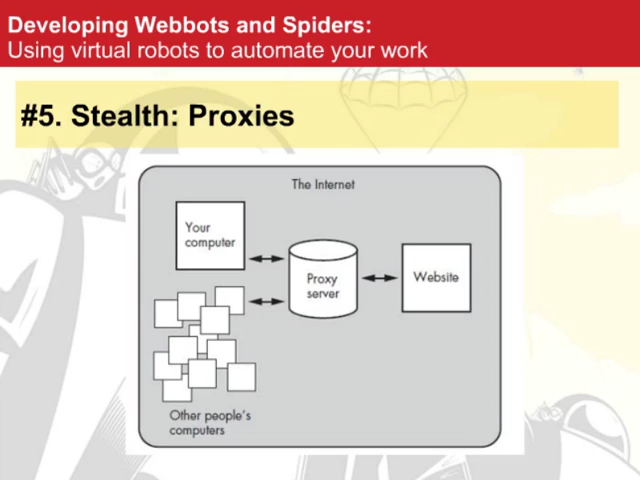 Developing Webbots and Spiders:
Using virtual robots to automate your work
#5. Stealth: Proxies
The Internet
Your
computer
Proxy
server
Website
Other people's
computers